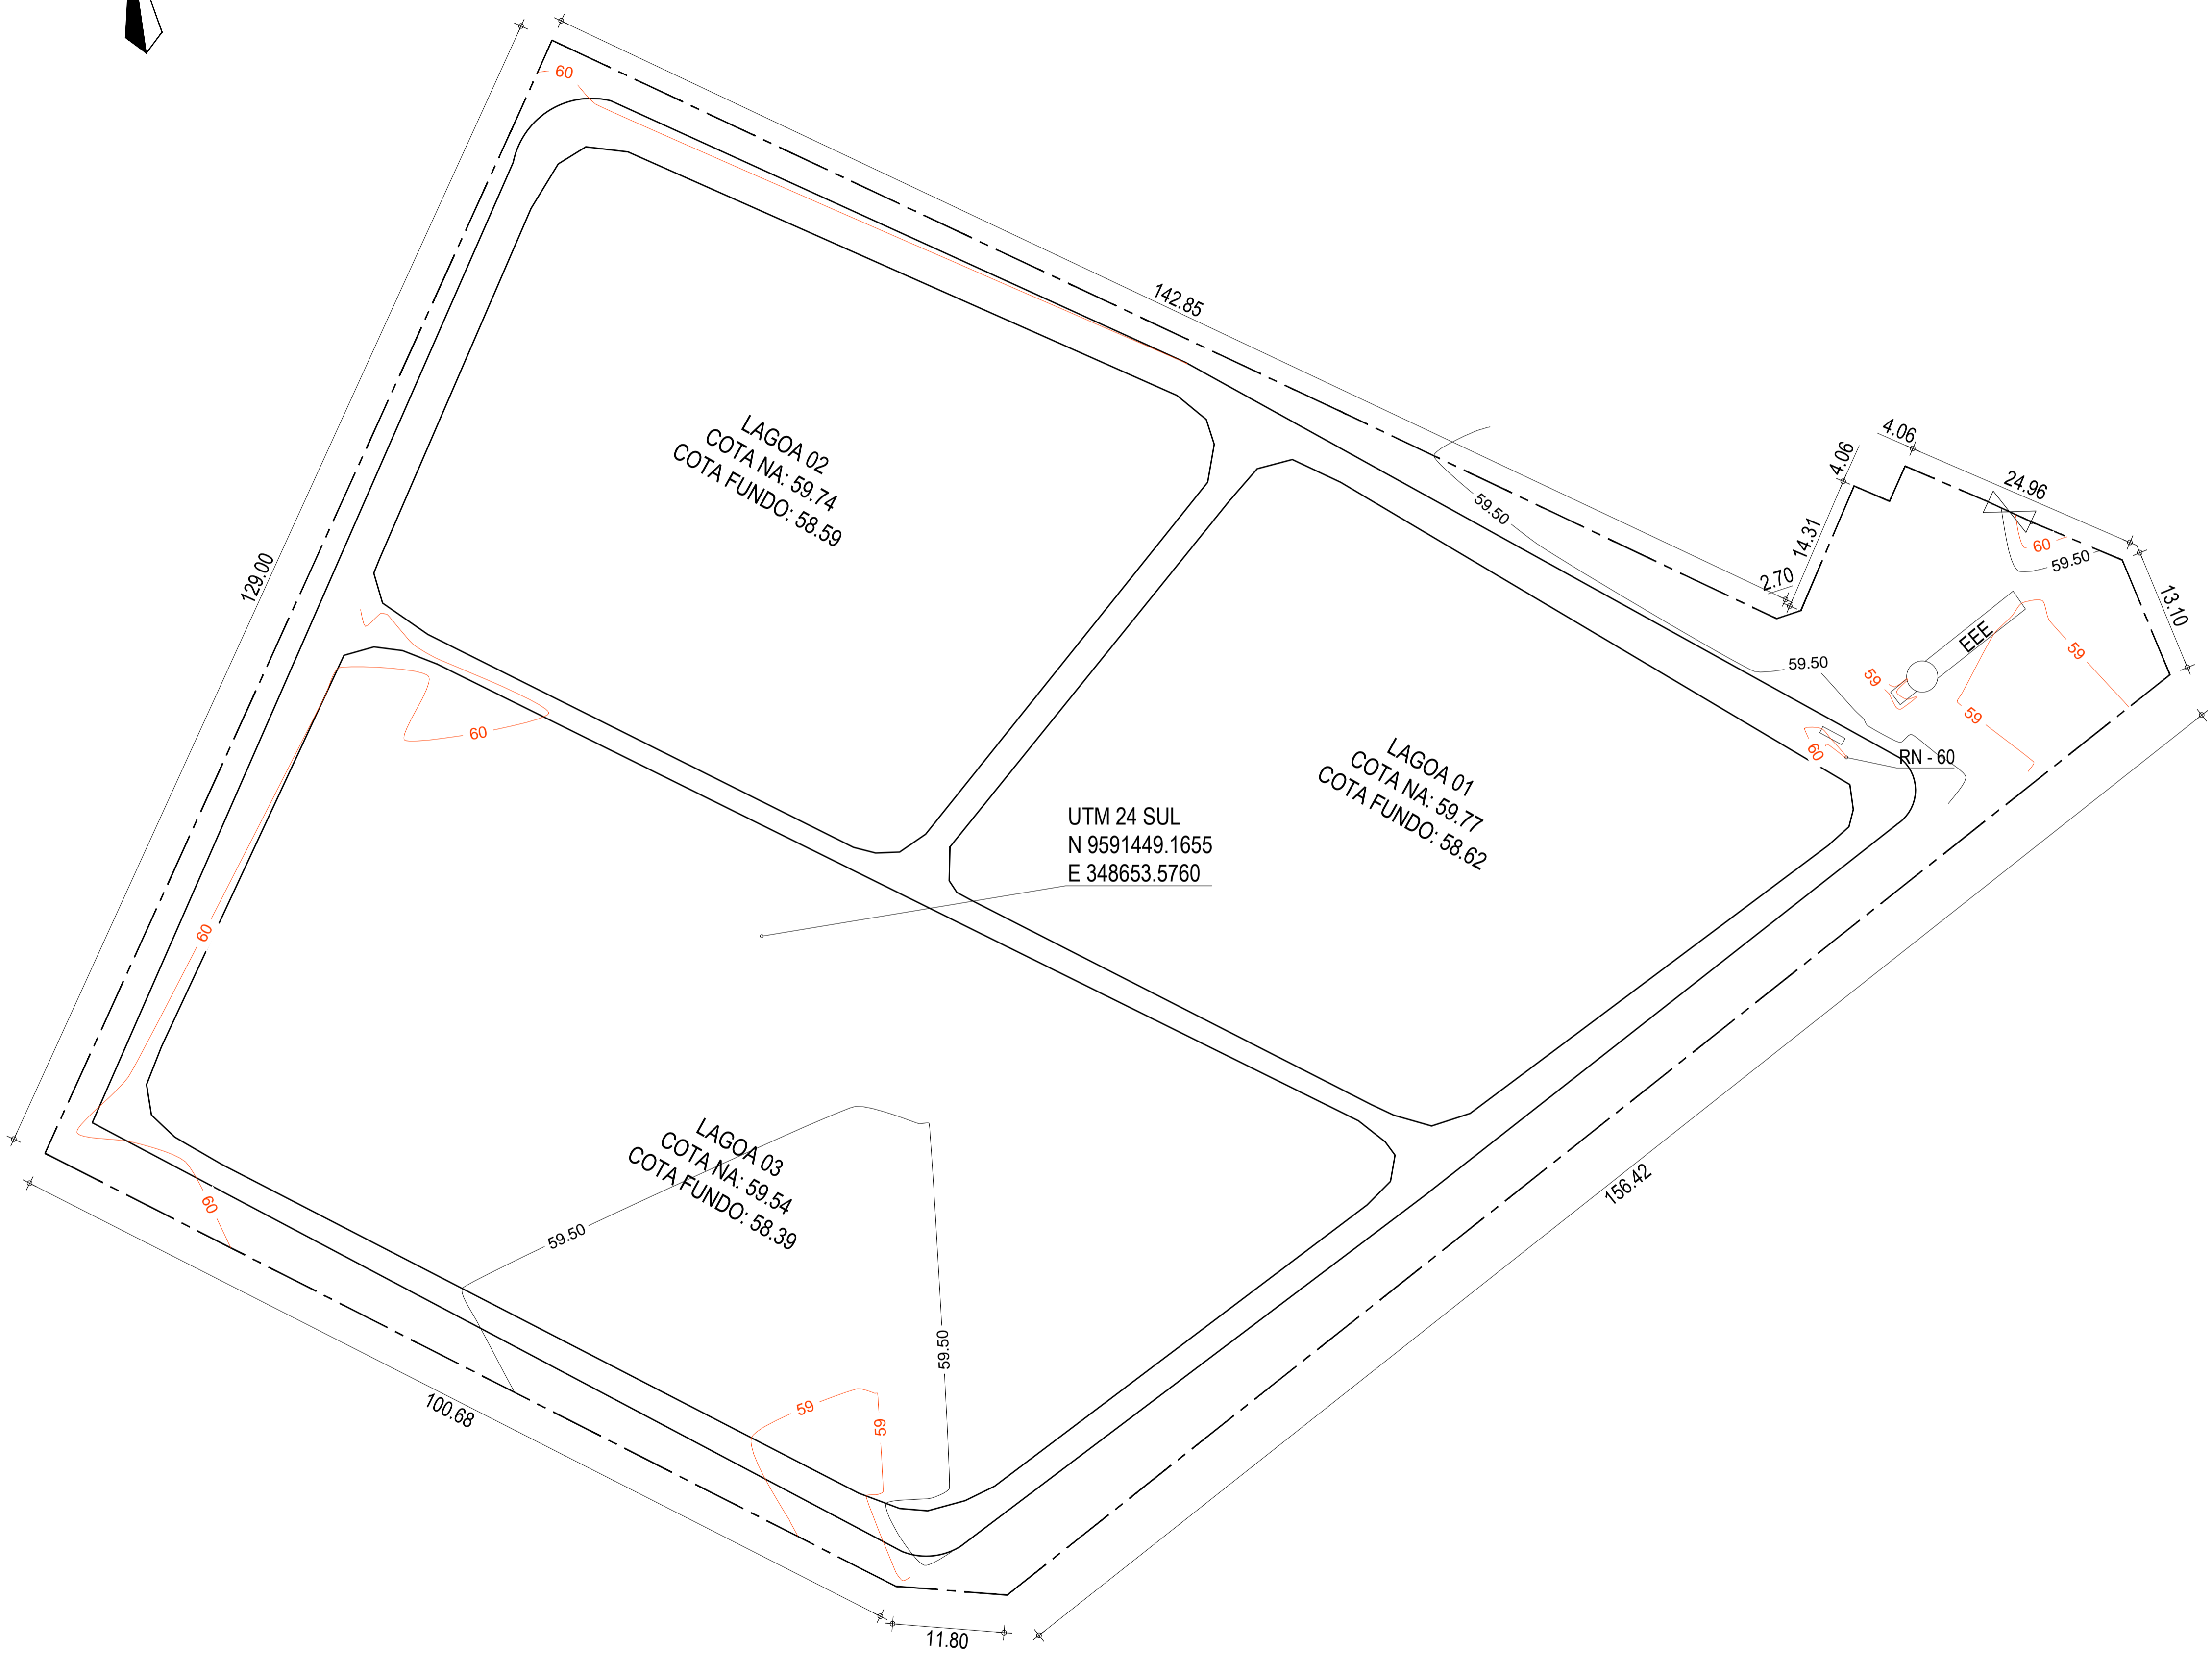 60
142.85
4.06
4.06
24.96
14.31
2.70
13.10
LAGOA 02
COTA NA: 59.74
COTA FUNDO: 58.59
59.50
60
59.50
129.00
EEE
59
59.50
59
59
60
RN - 60
60
LAGOA 01
COTA NA: 59.77
COTA FUNDO: 58.62
UTM 24 SUL
N 9591449.1655
E 348653.5760
60
LAGOA 03
COTA NA: 59.54
COTA FUNDO: 58.39
60
156.42
59.50
59.50
100.68
59
59
11.80